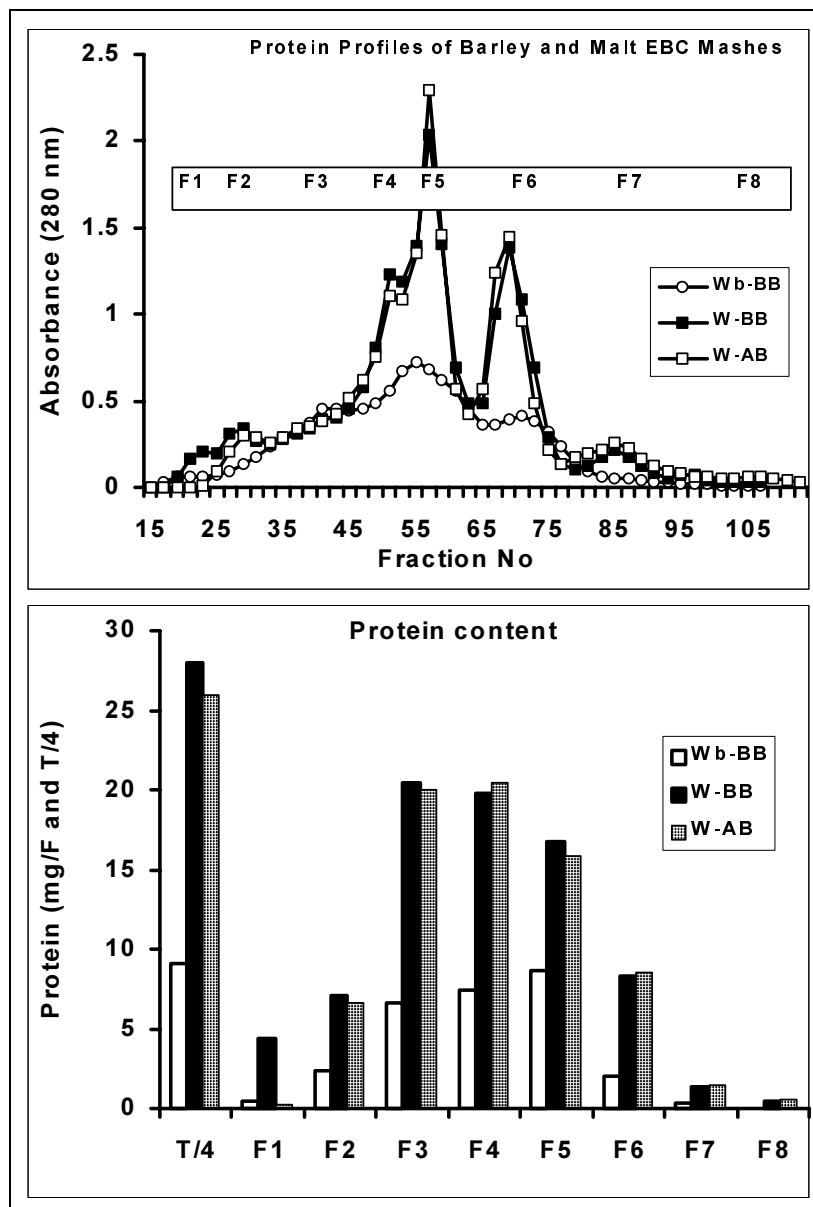 Protein Profiles of Barley and Malt EBC Mashes
2.5
2
1.5
1
0.5
0
Absorbance (280 nm)
F1 F2 F3 F4 F5 F6 F7 F8
Wb-BB
W-BB
W-AB
15 25 35 45 55 65 75 85 95 105
Fraction No
Protein content
30
25
20
15
10
5
0
Protein (mg/F and T/4)
Wb-BB
W-BB
W-AB
T/4 F1 F2 F3 F4 F5 F6 F7 F8